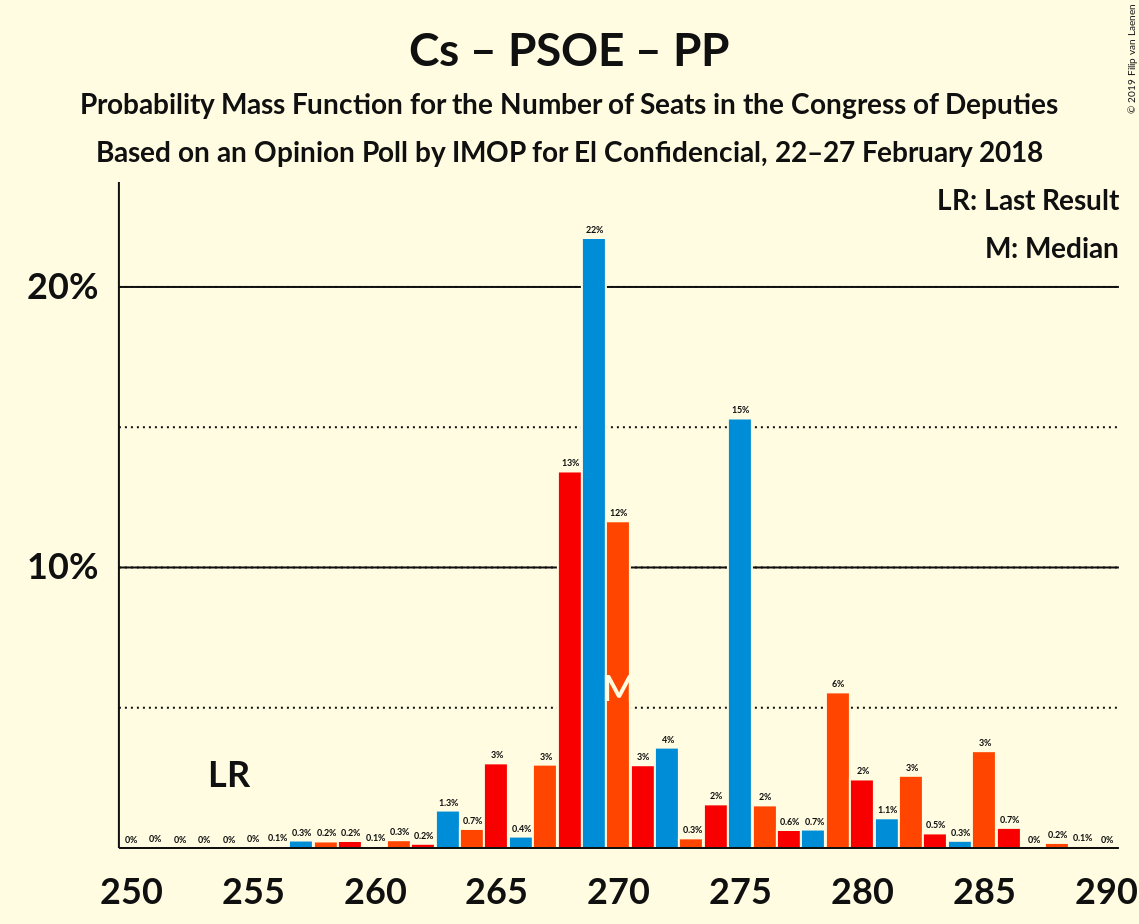 Cs – PSOE – PP
Probability Mass Function for the Number of Seats in the Congress of Deputies
Based on an Opinion Poll by IMOP for El Confidencial, 22–27 February 2018
© 2019 Filip van Laenen
LR: Last Result
M: Median
20%
10%
LR
M
0% 0% 0% 0% 0% 0% 0.1% 0.3% 0.2% 0.2% 0.1% 0.3% 0.2% 1.3% 0.7% 3% 0.4% 3% 13% 22% 12% 3% 4% 0.3% 2% 15% 2% 0.6% 0.7% 6% 2% 1.1% 3% 0.5% 0.3% 3% 0.7% 0% 0.2% 0.1% 0%
250 255 260 265 270 275 280 285 290